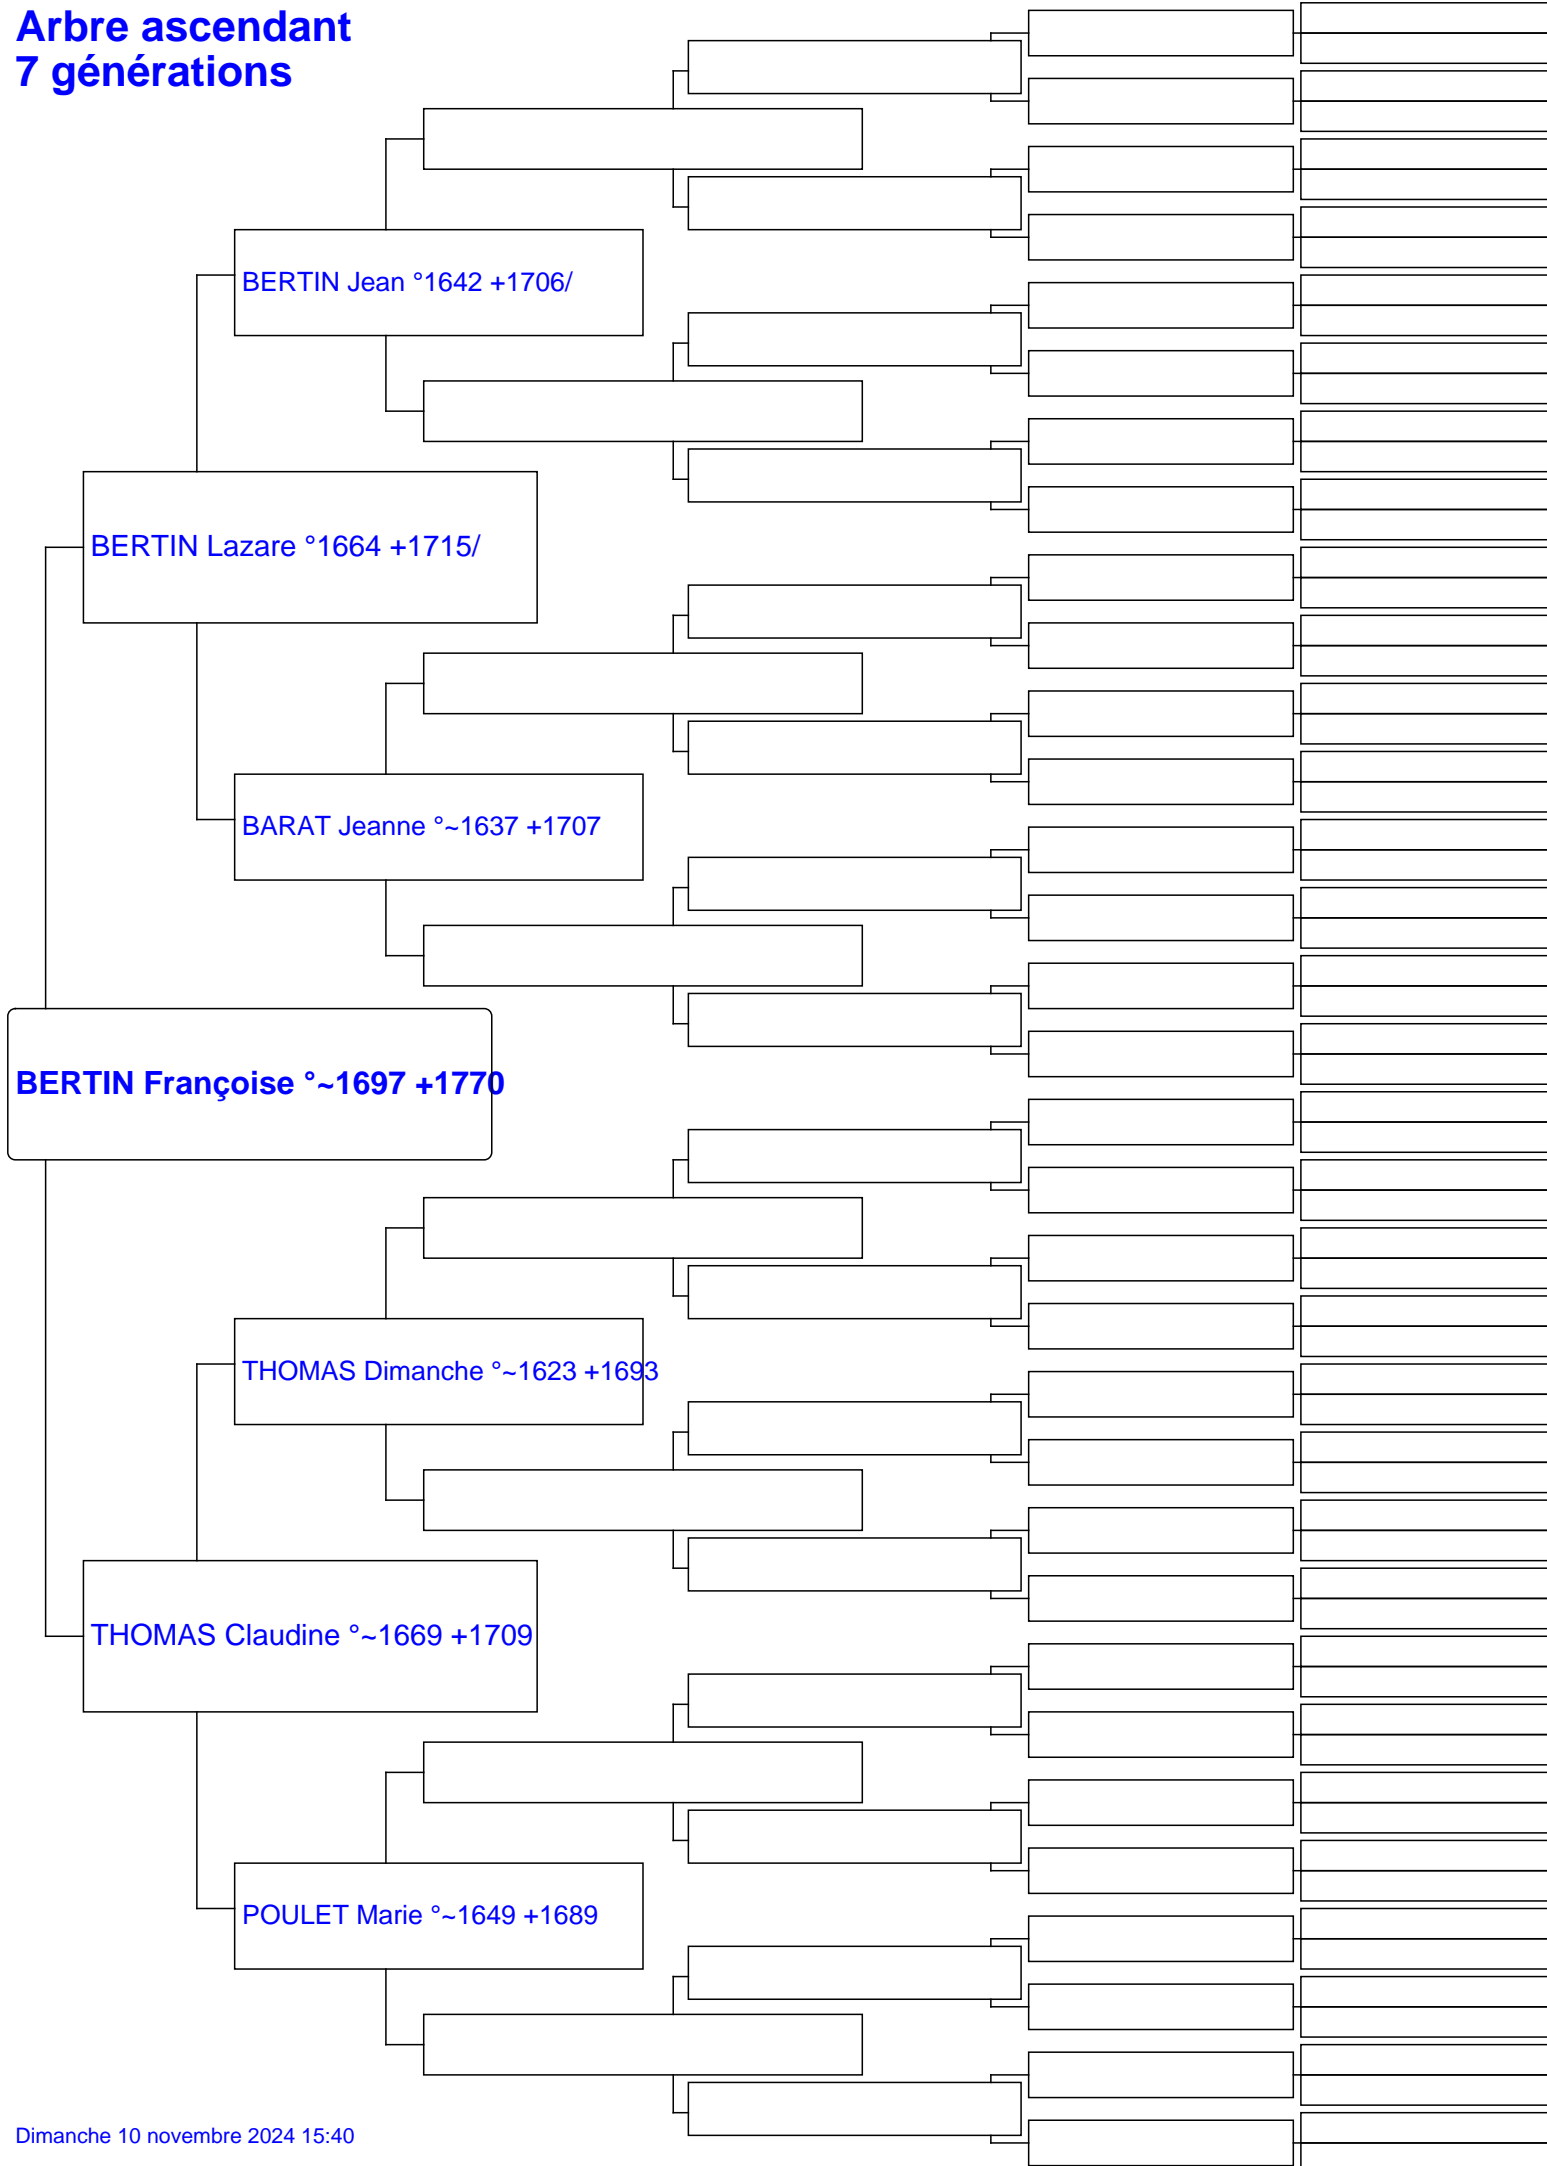 Arbre ascendant
7 générations
BERTIN Jean °1642 +1706/
BERTIN Lazare °1664 +1715/
BARAT Jeanne °~1637 +1707
BERTIN Françoise °~1697 +1770
THOMAS Dimanche °~1623 +1693
THOMAS Claudine °~1669 +1709
POULET Marie °~1649 +1689
Dimanche 10 novembre 2024 15:40